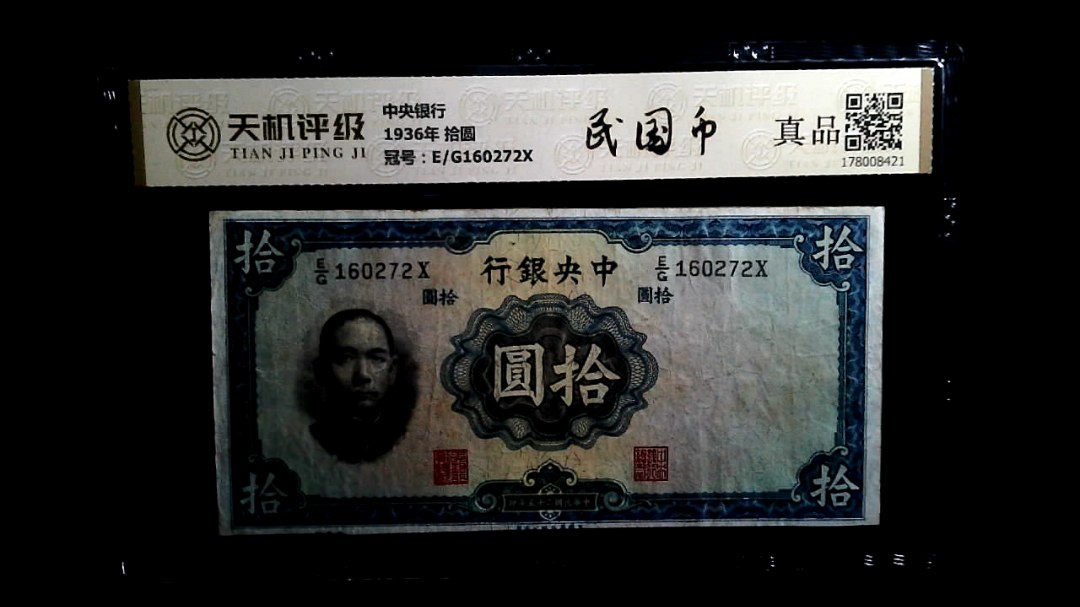 天机评级
TIAN JI PING JI
中央银行
1936年 拾圆
冠号：E/G160272X
民国币
真品
178008421
拾
拾
E/G 160272X
行銀央中
E/G 160272X
圓拾
圓拾
圓拾
拾
拾